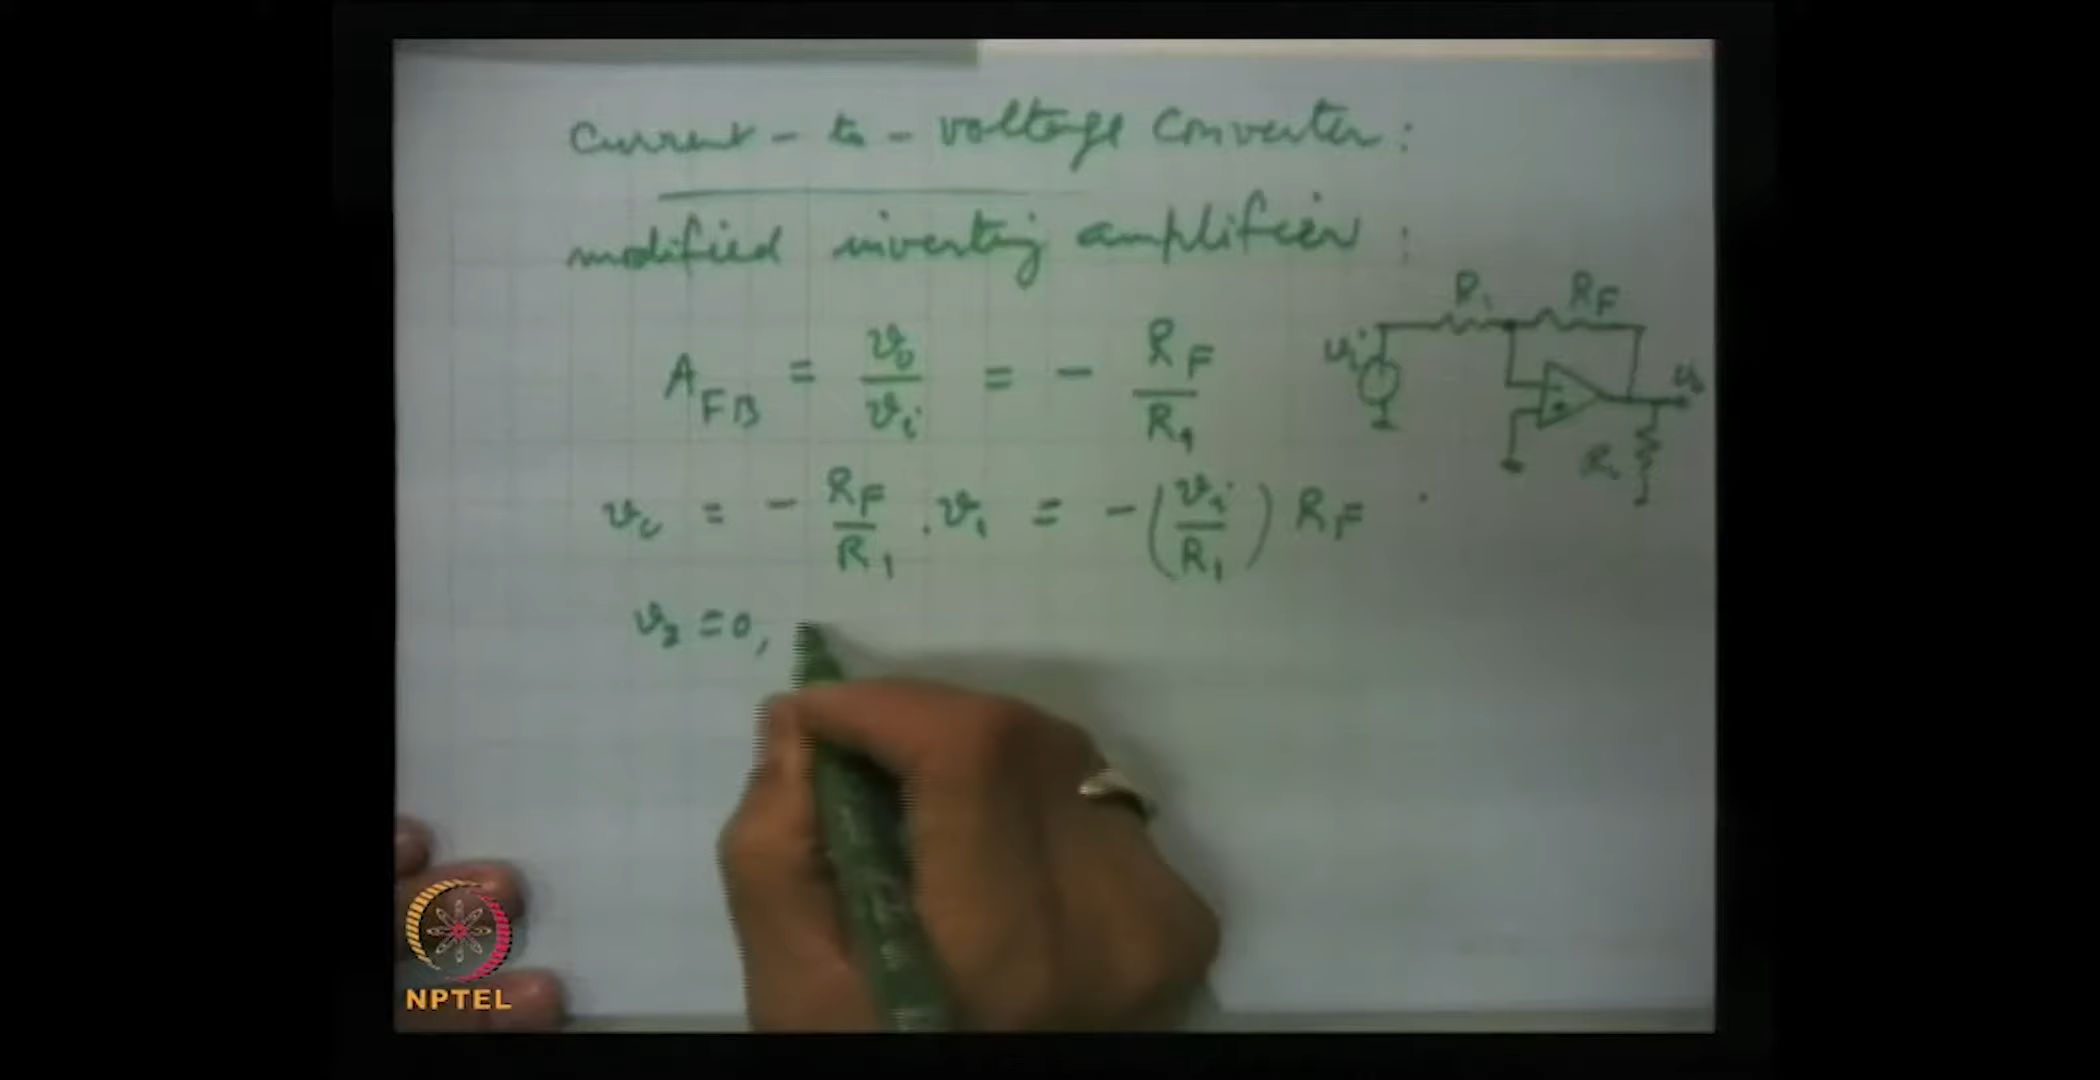 Current - to - voltage converter:
modified inverting amplifier :
A_FB = v_o / v_i = - R_F / R_1
R_1 R_F
v_i
v_o
v_o = - R_F / R_1 . v_i = - ( v_i / R_1 ) R_F
v_2 = 0,
NPTEL